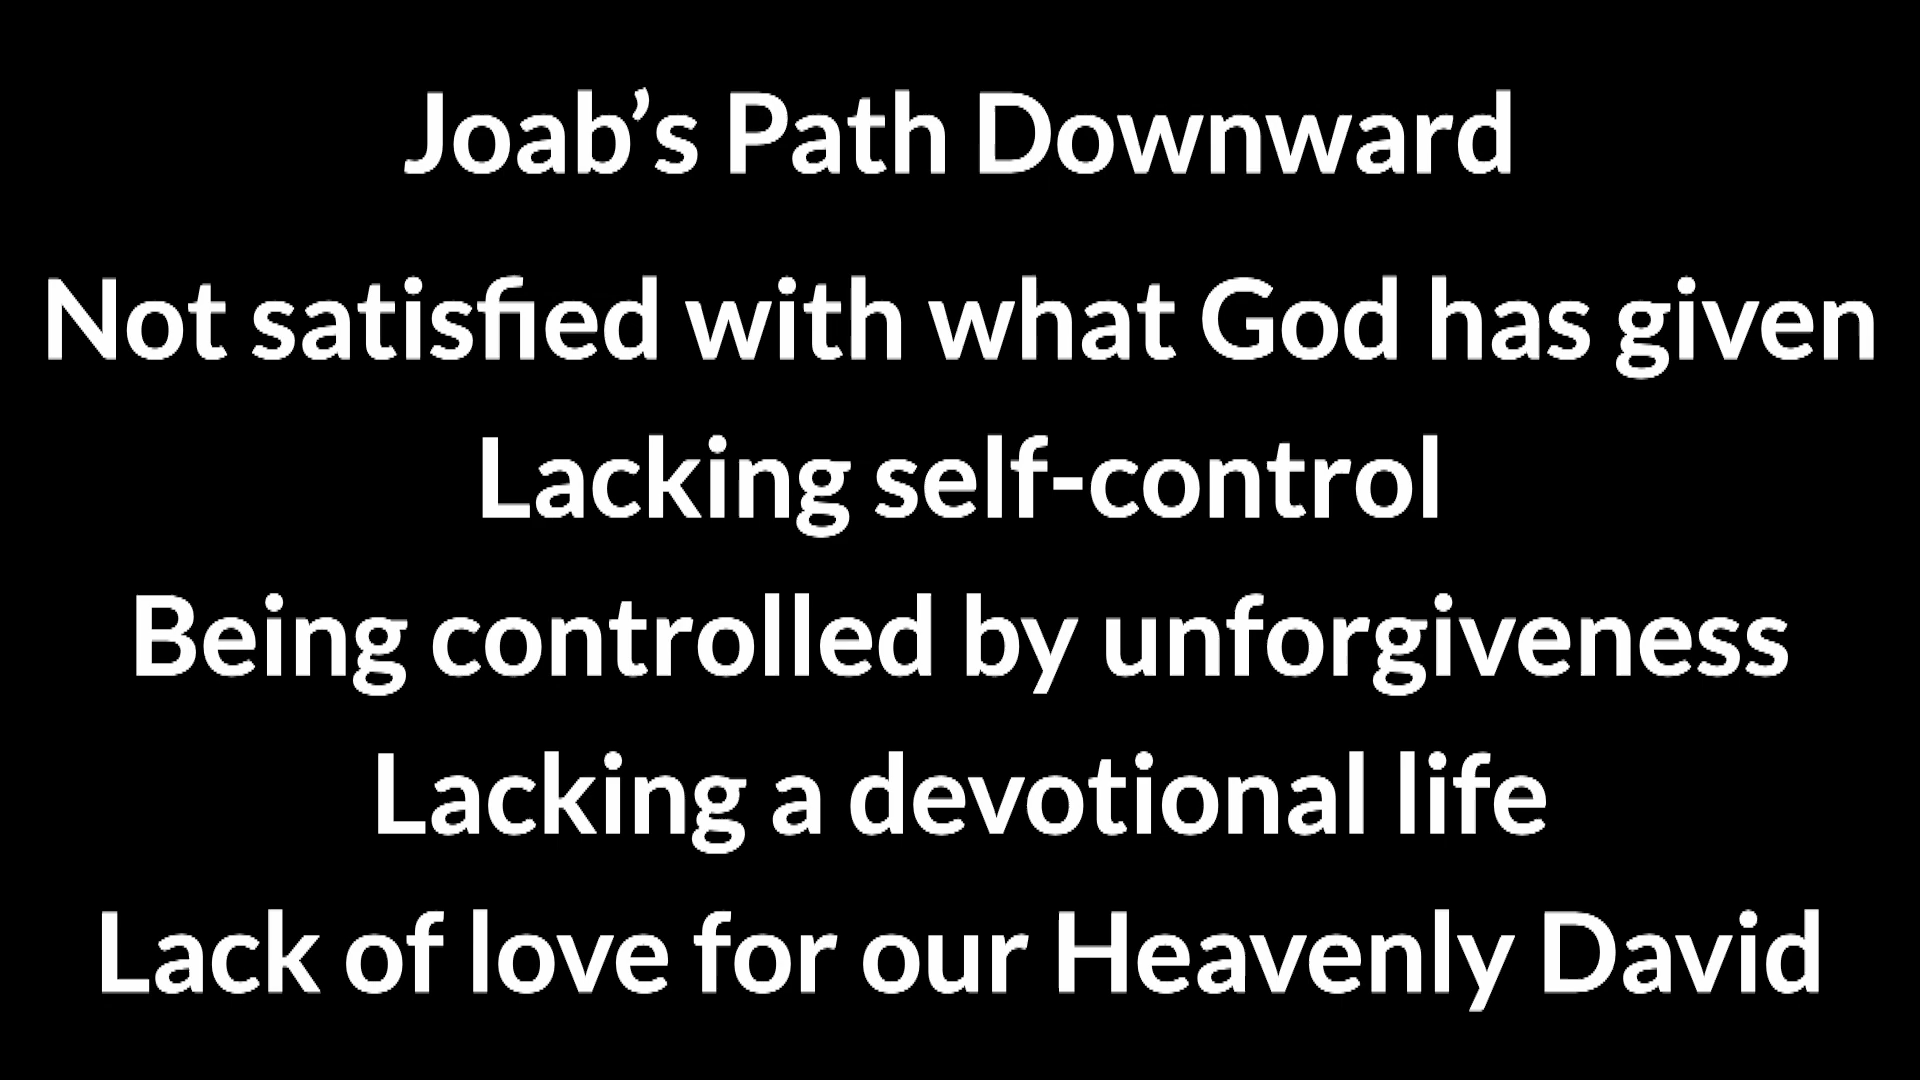 Joab’s Path Downward
Not satisfied with what God has given
Lacking self-control
Being controlled by unforgiveness
Lacking a devotional life
Lack of love for our Heavenly David